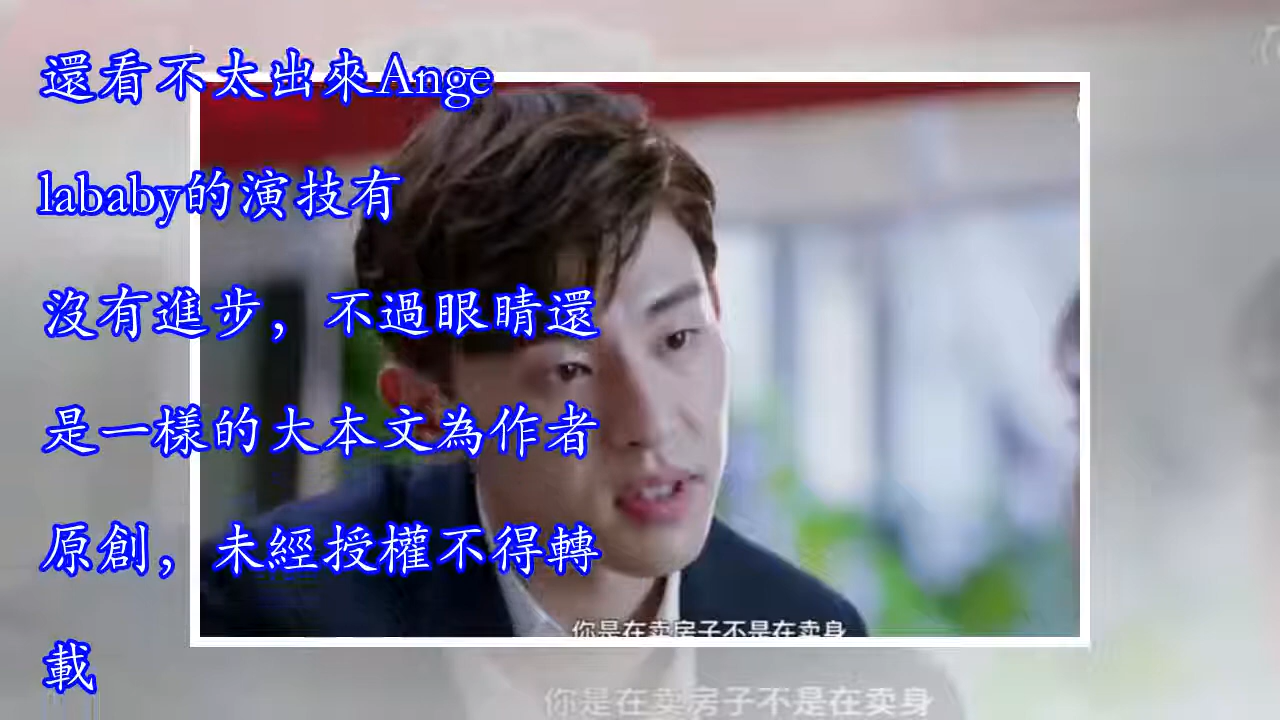 還看不太出來Ange
lababy的演技有
沒有進步，不過眼睛還
是一樣的大本文為作者
原創，未經授權不得轉
載
你是在卖房子不是在卖身
你是在卖房子不是在卖身